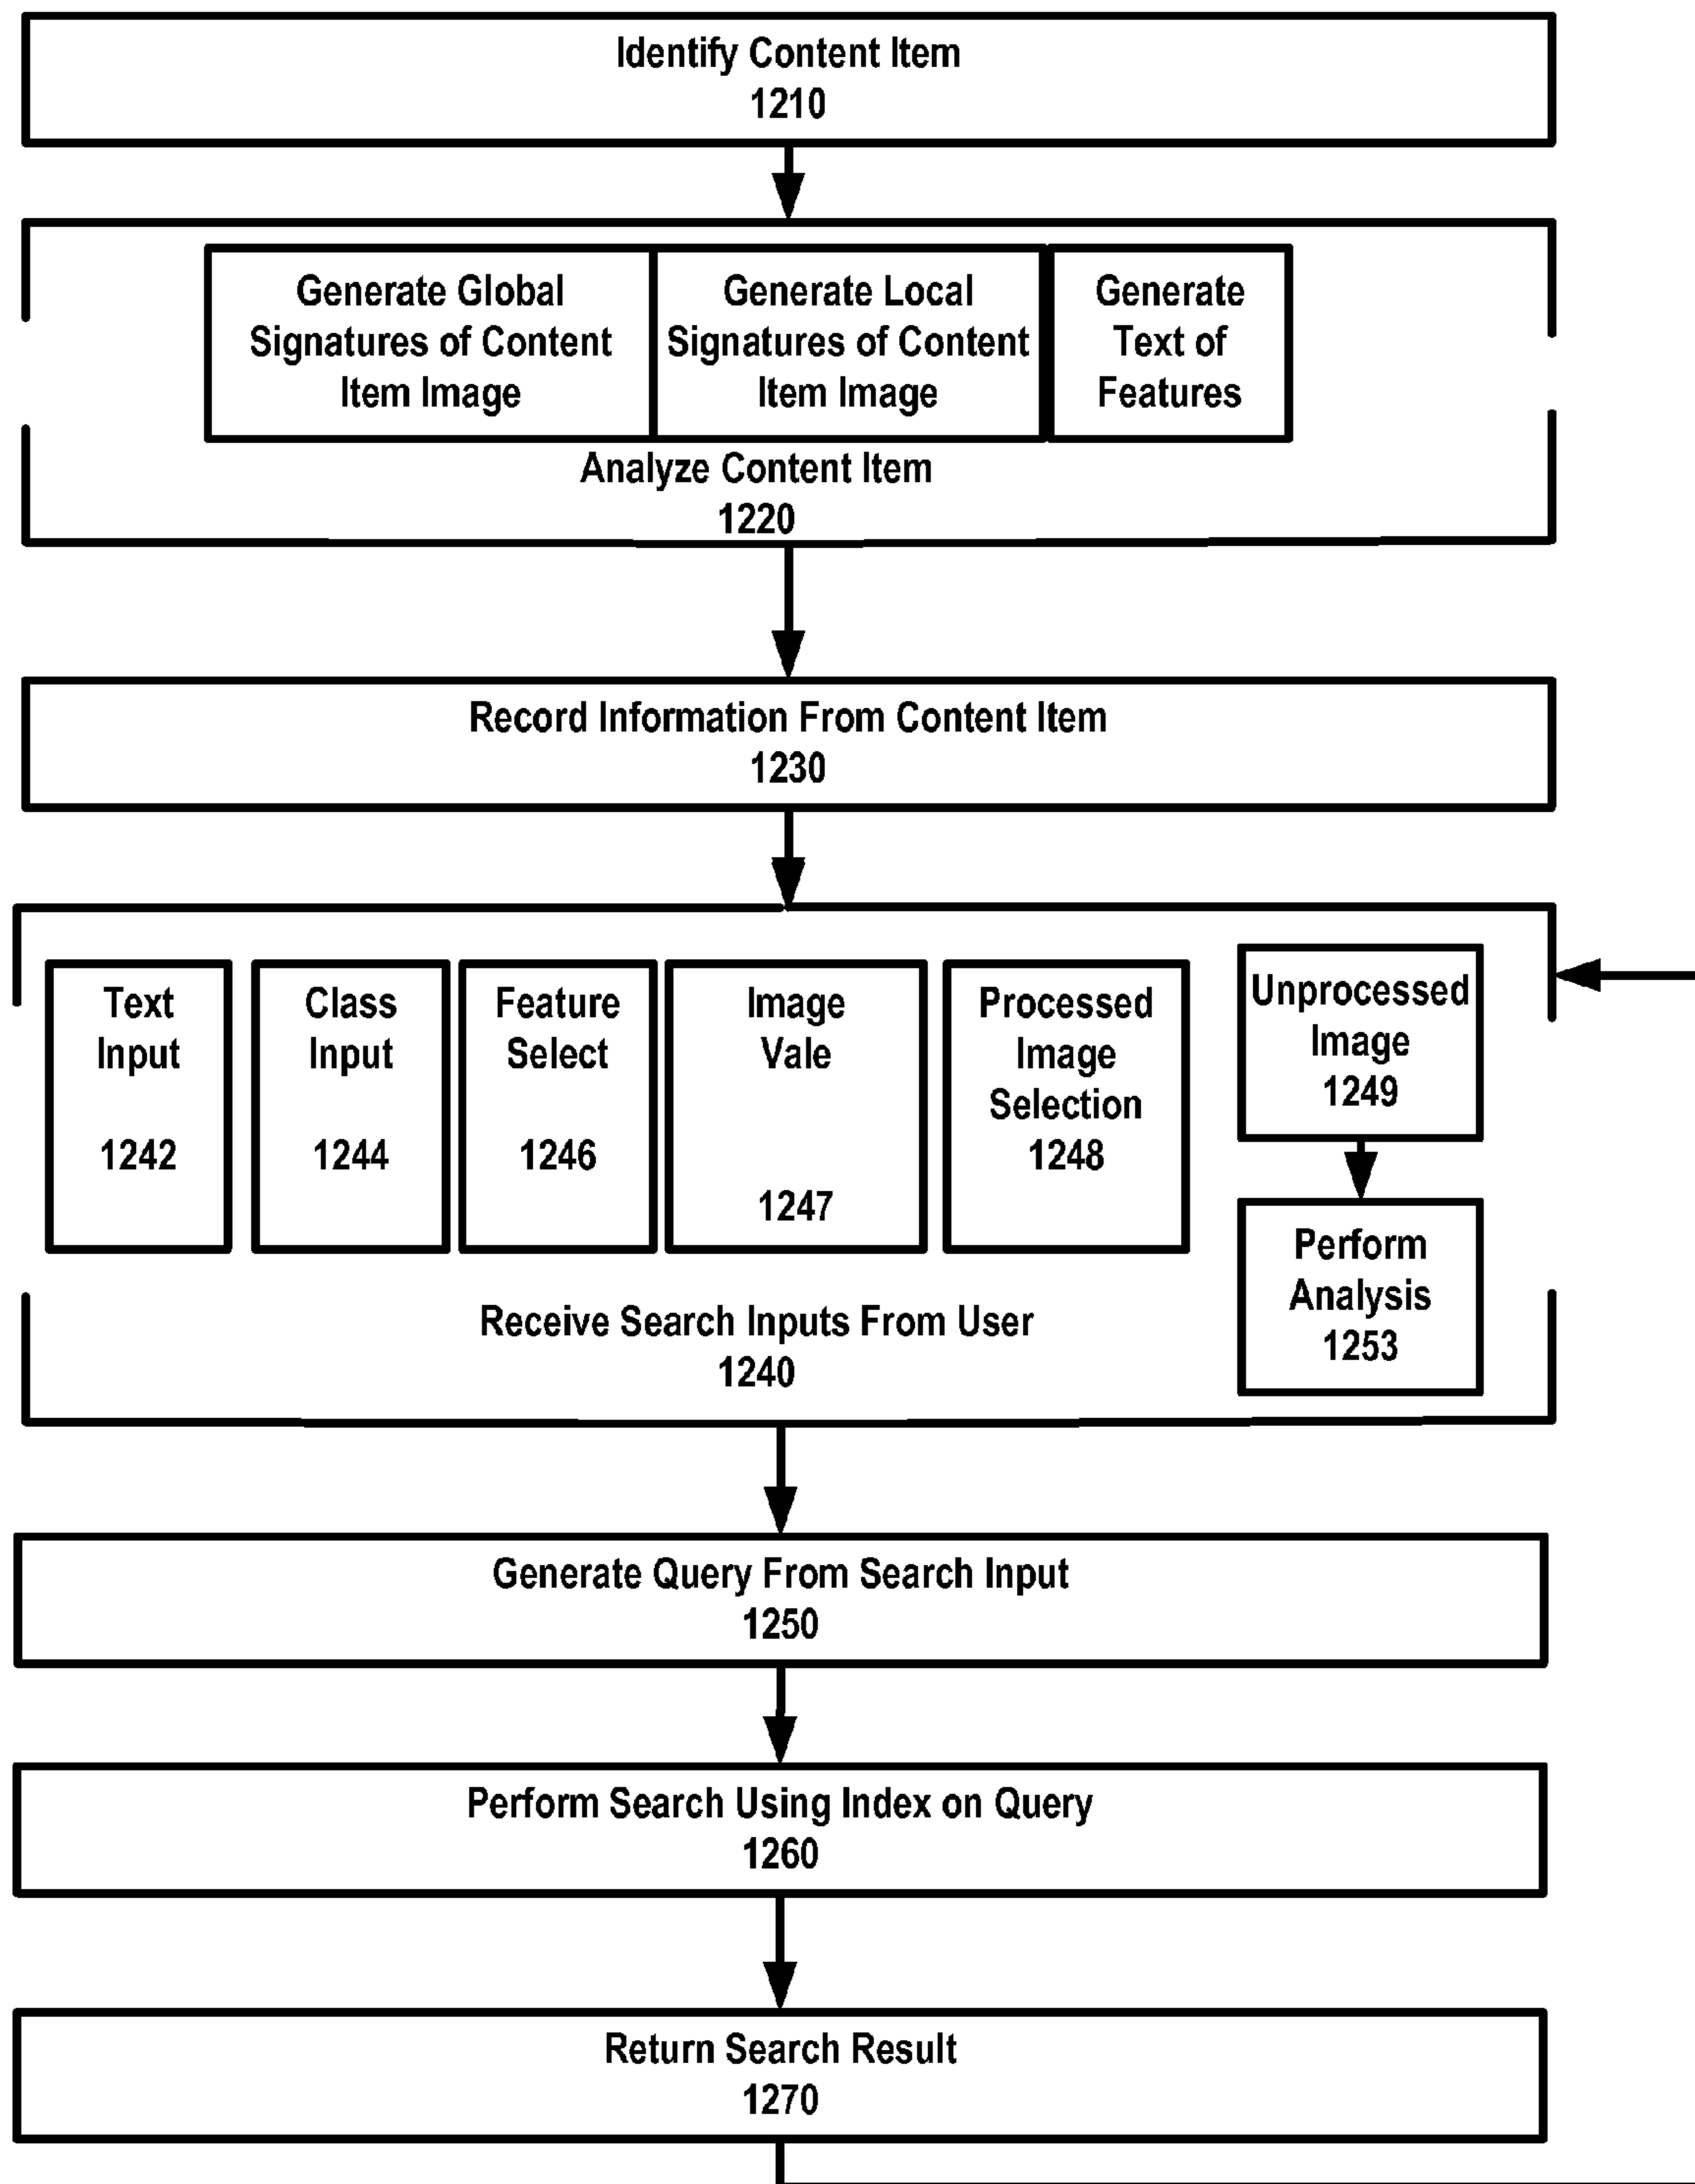 Identify Content Item
1210
Generate Global
Signatures of Content
Item Image
Generate Local
Signatures of Content
Item Image
Generate
Text of
Features
Analyze Content Item
1220
Record Information From Content Item
1230
Text
Input
1242
Class
Input
1244
Feature
Select
1246
Image
Vale
1247
Processed
Image
Selection
1248
Unprocessed
Image
1249
Perform
Analysis
1253
Receive Search Inputs From User
1240
Generate Query From Search Input
1250
Perform Search Using Index on Query
1260
Return Search Result
1270